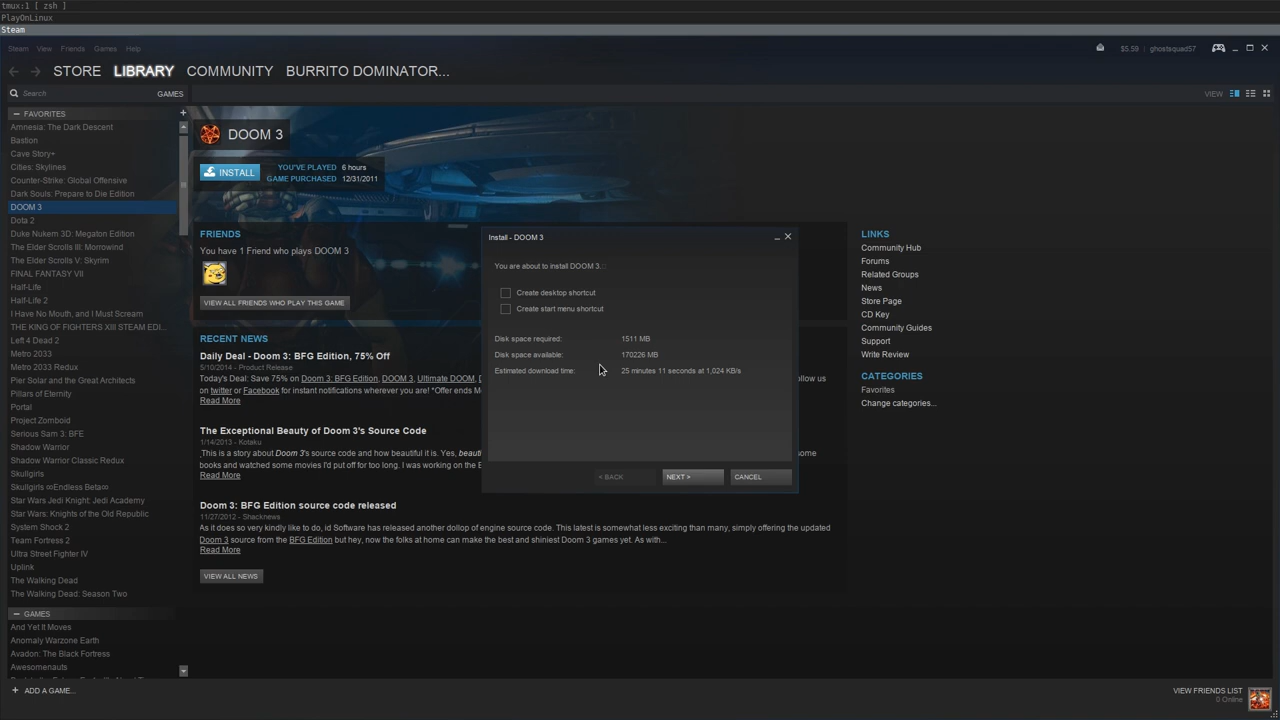 tmux:1 [ zsh ]
PlayOnLinux
Steam
Steam View Friends Games Help
$5.59 | ghostsquad57
STORE LIBRARY COMMUNITY BURRITO DOMINATOR...
Search GAMES
VIEW
— FAVORITES +
Amnesia: The Dark Descent
Bastion
Cave Story+
Cities: Skylines
Counter-Strike: Global Offensive
Dark Souls: Prepare to Die Edition
DOOM 3
Dota 2
Duke Nukem 3D: Megaton Edition
The Elder Scrolls III: Morrowind
The Elder Scrolls V: Skyrim
FINAL FANTASY VII
Half-Life
Half-Life 2
I Have No Mouth, and I Must Scream
THE KING OF FIGHTERS XIII STEAM EDI...
Left 4 Dead 2
Metro 2033
Metro 2033 Redux
Pier Solar and the Great Architects
Pillars of Eternity
Portal
Project Zomboid
Serious Sam 3: BFE
Shadow Warrior
Shadow Warrior Classic Redux
Skullgirls
Skullgirls ∞Endless Beta∞
Star Wars Jedi Knight: Jedi Academy
Star Wars: Knights of the Old Republic
System Shock 2
Team Fortress 2
Ultra Street Fighter IV
Uplink
The Walking Dead
The Walking Dead: Season Two
— GAMES
And Yet It Moves
Anomaly Warzone Earth
Avadon: The Black Fortress
Awesomenauts
+ ADD A GAME...
DOOM 3
INSTALL
YOU'VE PLAYED 6 hours
GAME PURCHASED 12/31/2011
FRIENDS
You have 1 Friend who plays DOOM 3
VIEW ALL FRIENDS WHO PLAY THIS GAME
RECENT NEWS
Daily Deal - Doom 3: BFG Edition, 75% Off
5/10/2014 - Product Release
Today's Deal: Save 75% on Doom 3: BFG Edition, DOOM 3, Ultimate DOOM, ollow us
on twitter or Facebook for instant notifications wherever you are! *Offer ends M
Read More
The Exceptional Beauty of Doom 3's Source Code
1/14/2013 - Kotaku
This is a story about Doom 3's source code and how beautiful it is. Yes, beaut some
books and watched some movies I'd put off for too long. I was working on the
Read More
Doom 3: BFG Edition source code released
11/27/2012 - Shacknews
As it does so very kindly like to do, id Software has released another dollop of engine source code. This latest is somewhat less exciting than many, simply offering the updated
Doom 3 source from the BFG Edition but hey, now the folks at home can make the best and shiniest Doom 3 games yet. As with...
Read More
VIEW ALL NEWS
Install - DOOM 3
You are about to install DOOM 3.
Create desktop shortcut
Create start menu shortcut
Disk space required: 1511 MB
Disk space available: 170226 MB
Estimated download time: 25 minutes 11 seconds at 1,024 KB/s
< BACK NEXT > CANCEL
LINKS
Community Hub
Forums
Related Groups
News
Store Page
CD Key
Community Guides
Support
Write Review
CATEGORIES
Favorites
Change categories...
VIEW FRIENDS LIST
0 Online